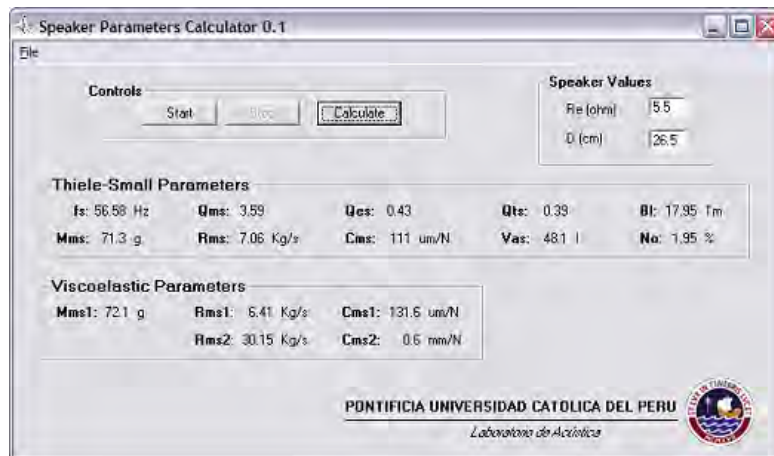 Speaker Parameters Calculator 0.1
File
Controls
Start Stop Calculate
Speaker Values
Re (ohm) 5.5
D (cm) 26.5
Thiele-Small Parameters
fs: 56.58 Hz Qms: 3.59 Qes: 0.43 Qts: 0.39 Bl: 17.95 Tm
Mms: 71.3 g Rms: 7.06 Kg/s Cms: 111 um/N Vas: 48.1 l No: 1.95 %
Viscoelastic Parameters
Mms1: 72.1 g Rms1: 6.41 Kg/s Cms1: 131.6 um/N
Rms2: 30.15 Kg/s Cms2: 0.6 mm/N
PONTIFICIA UNIVERSIDAD CATOLICA DEL PERU
Laboratorio de Acústica